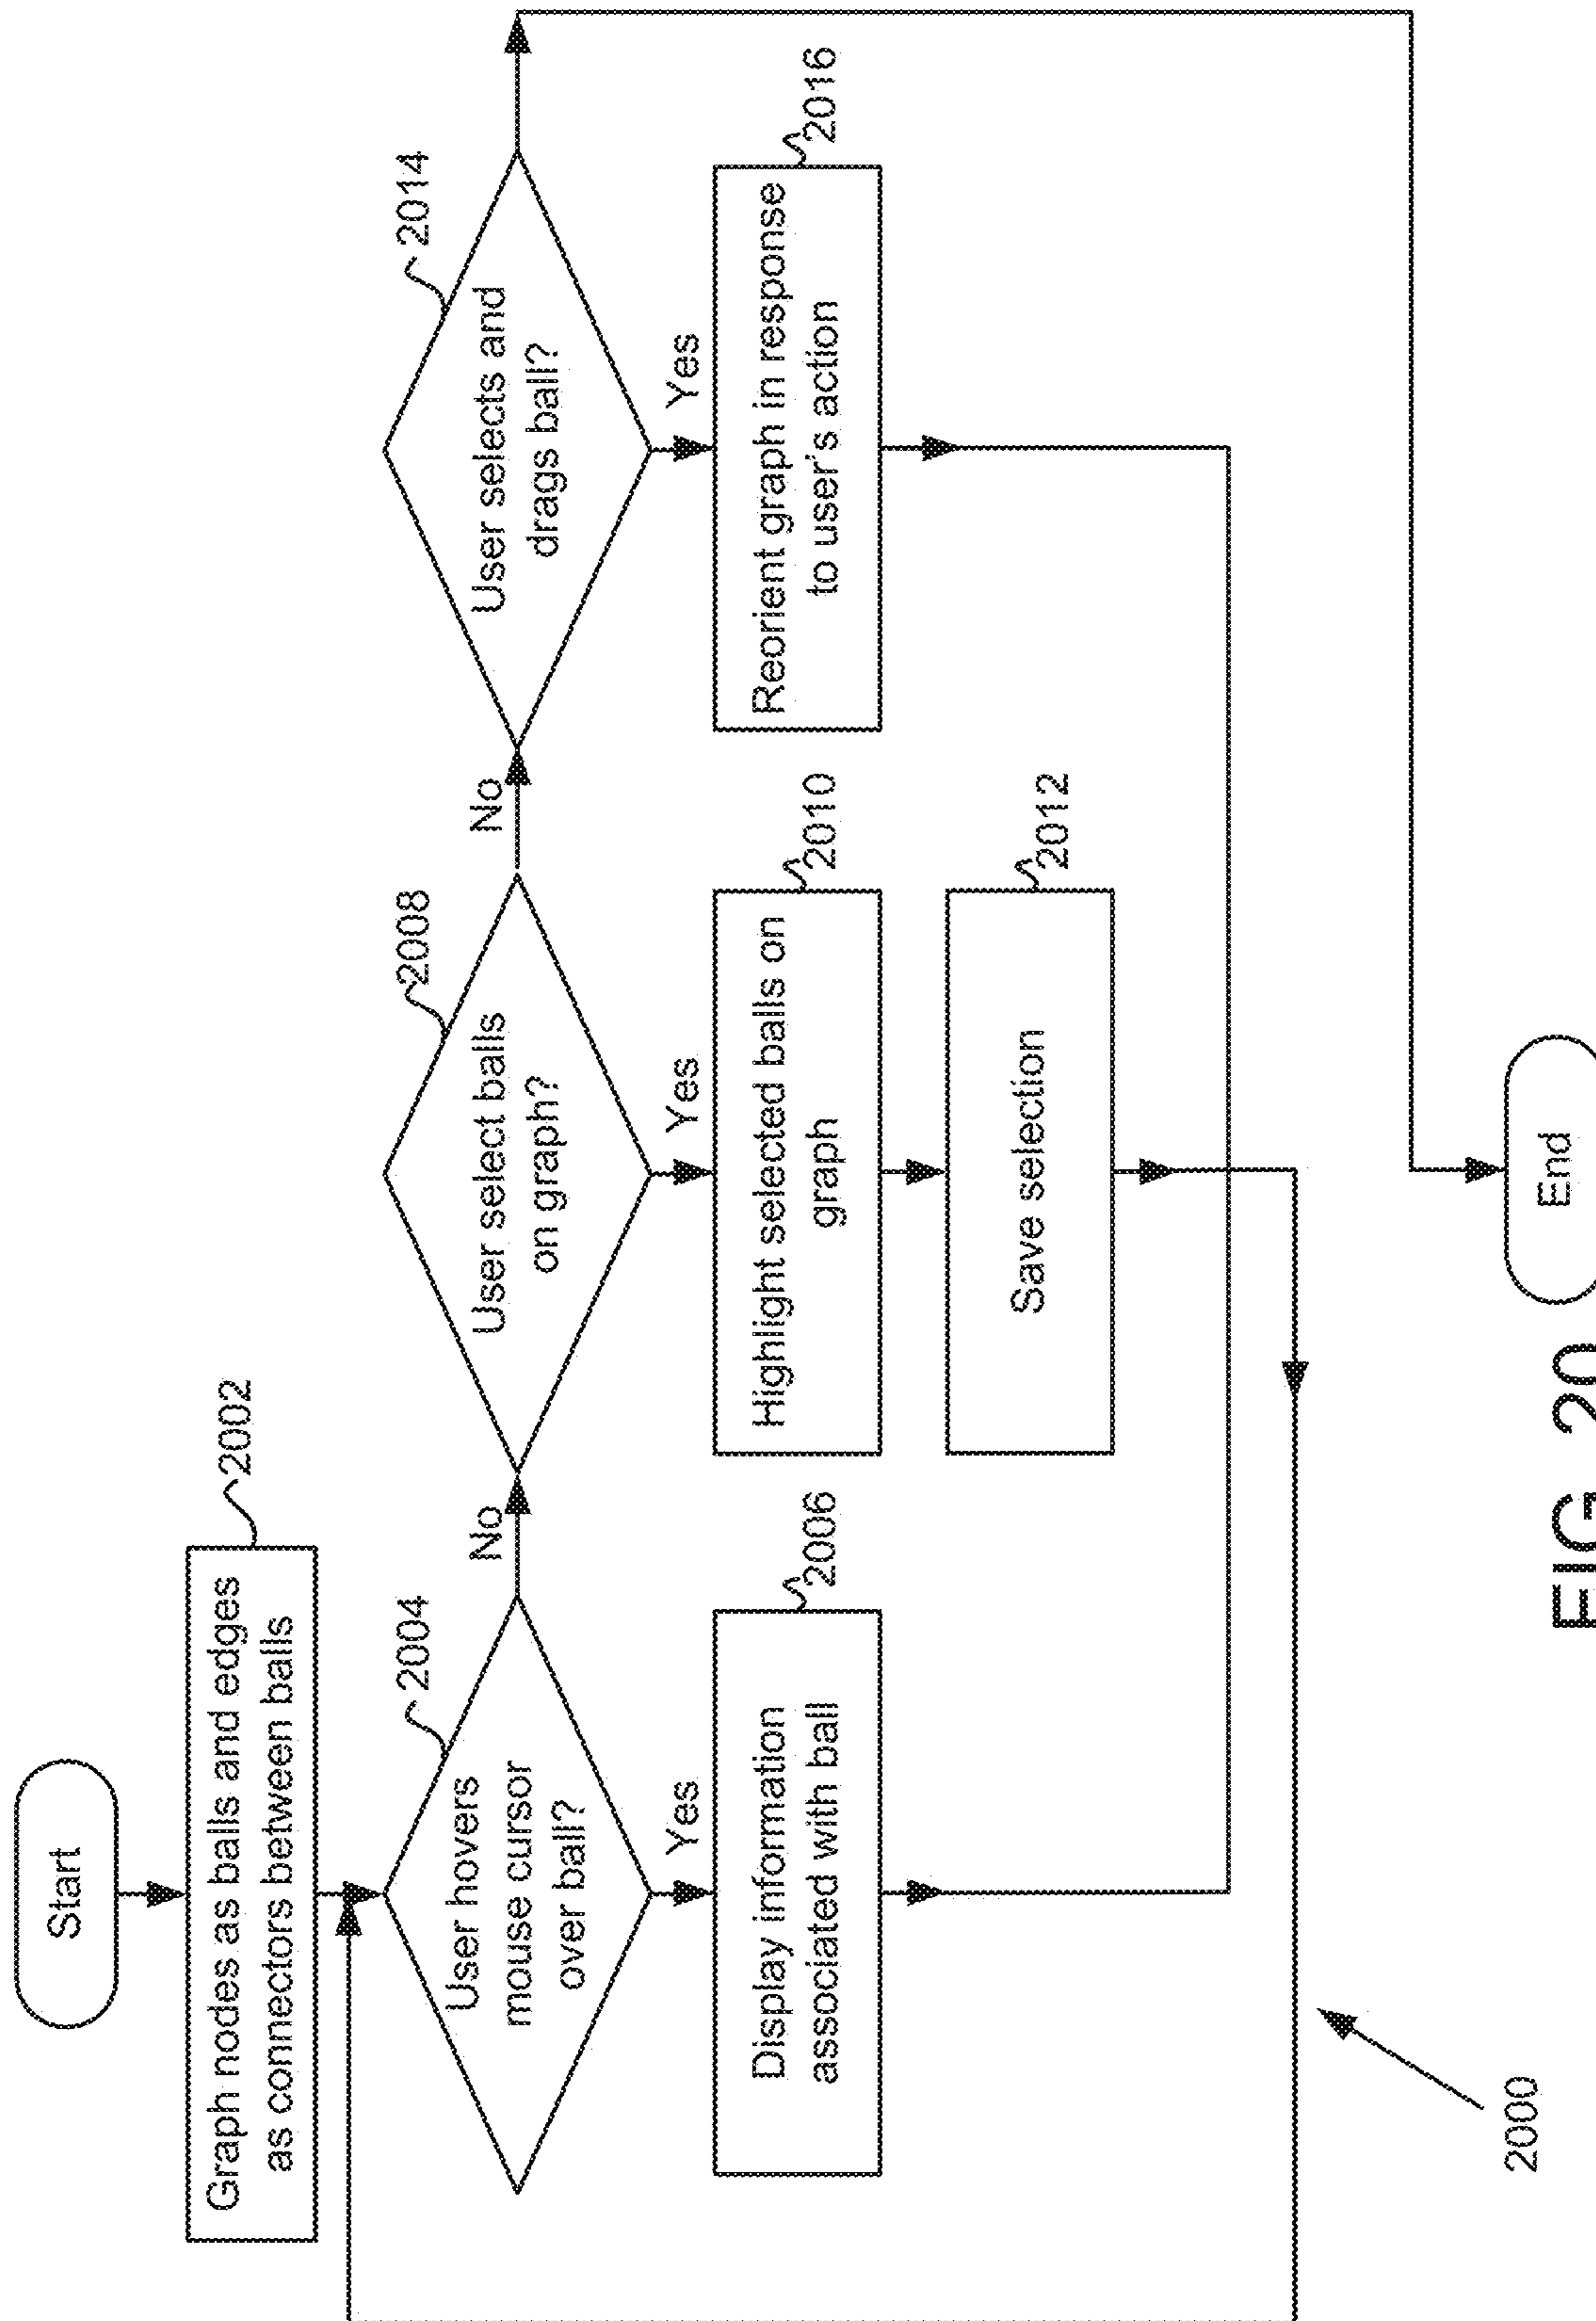 Start
Graph nodes as balls and edges
as connectors between balls
2002
User hovers
mouse cursor
over ball?
2004
No
Yes
Display information
associated with ball
2006
User select balls
on graph?
2008
No
Yes
Highlight selected balls on
graph
2010
Save selection
2012
User selects and
drags ball?
2014
Yes
Reorient graph in response
to user's action
2016
End
2000
FIG. 20